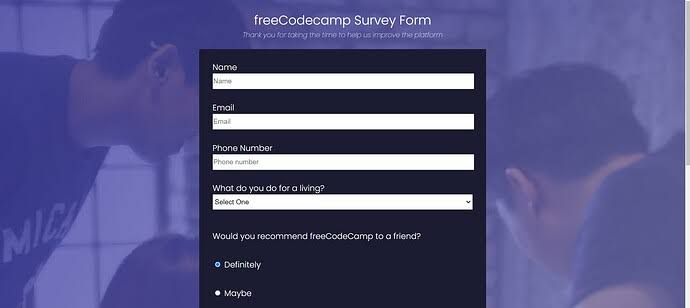 freeCodecamp Survey Form
Thank you for taking the time to help us improve the platform
Name
Name
Email
Email
Phone Number
Phone number
What do you do for a living?
Select One
Would you recommend freeCodeCamp to a friend?
Definitely
Maybe
MIC